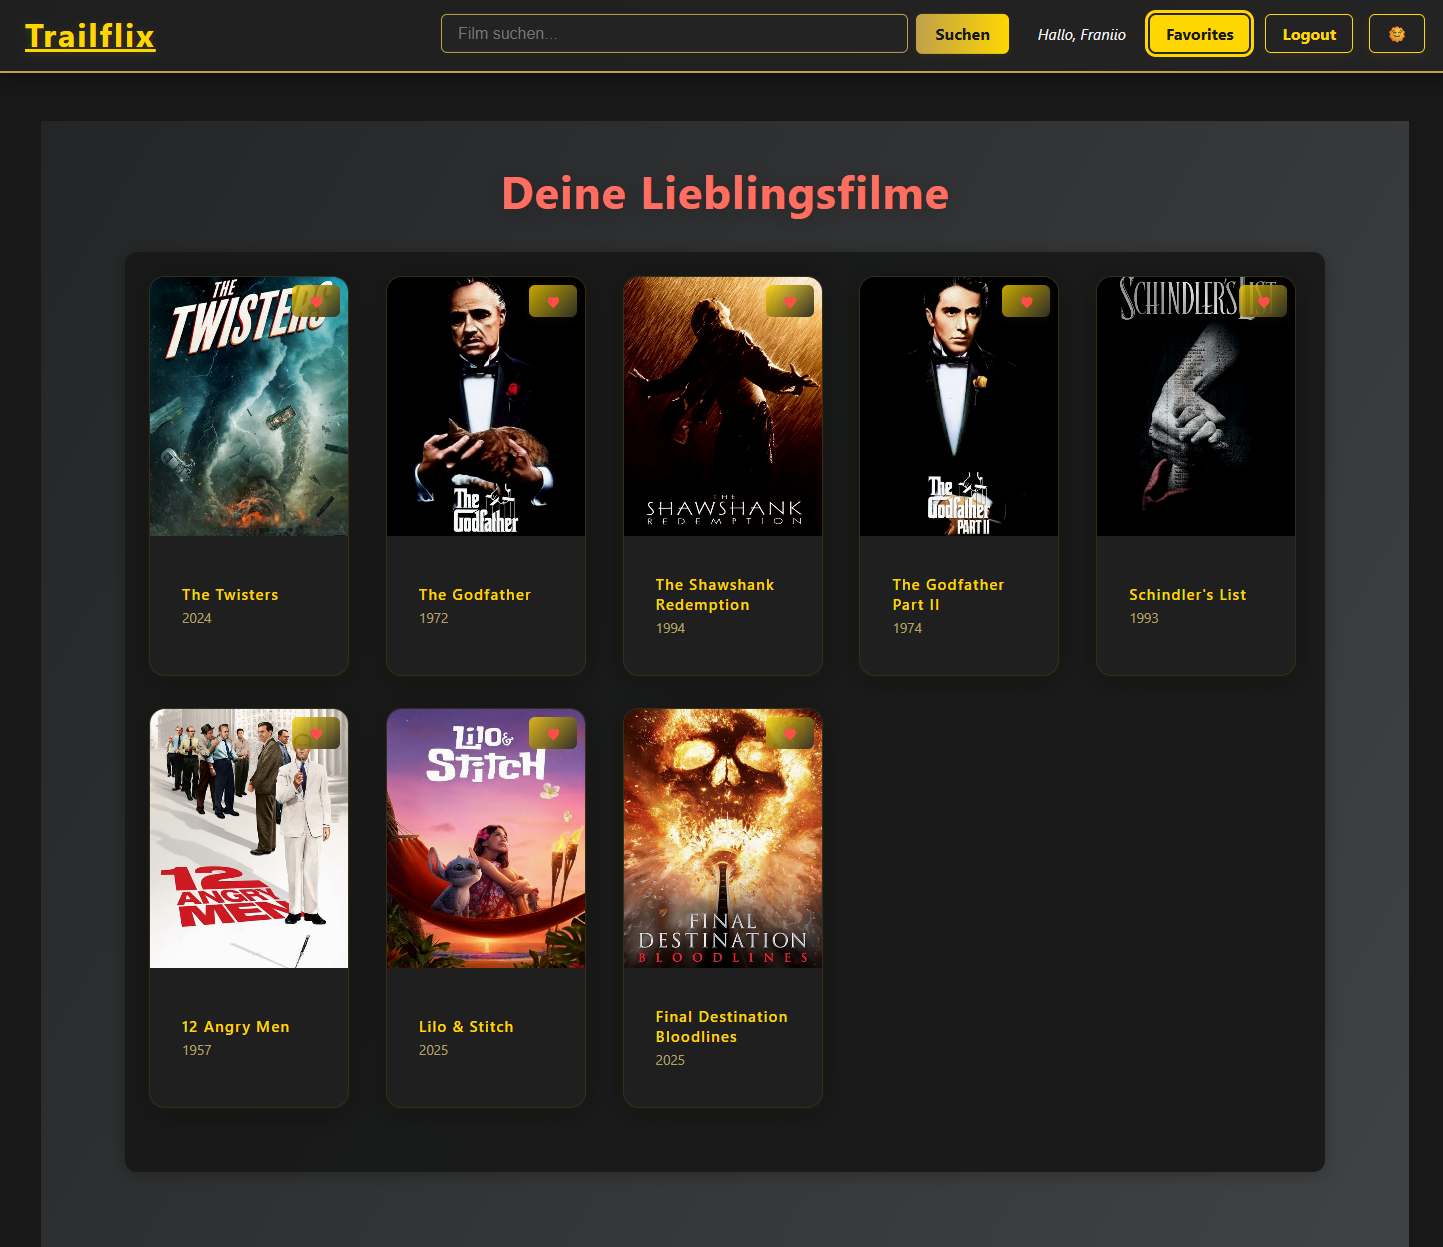 Trailflix
Film suchen...
Suchen
Hallo, Franiio
Favorites
Logout
Deine Lieblingsfilme
THE
TWISTERS
The
Godfather
THE
SHAWSHANK
REDEMPTION
The
Godfather
PART II
SCHINDLER'S LIST
The Twisters
2024
The Godfather
1972
The Shawshank
Redemption
1994
The Godfather
Part II
1974
Schindler's List
1993
12
ANGRY
MEN
Lilo &
Stitch
FINAL
DESTINATION
BLOODLINES
12 Angry Men
1957
Lilo & Stitch
2025
Final Destination
Bloodlines
2025